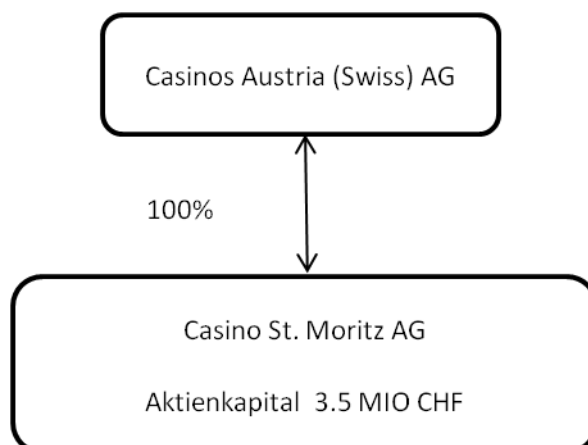 Casinos Austria (Swiss) AG
100%
Casino St. Moritz AG
Aktienkapital 3.5 MIO CHF